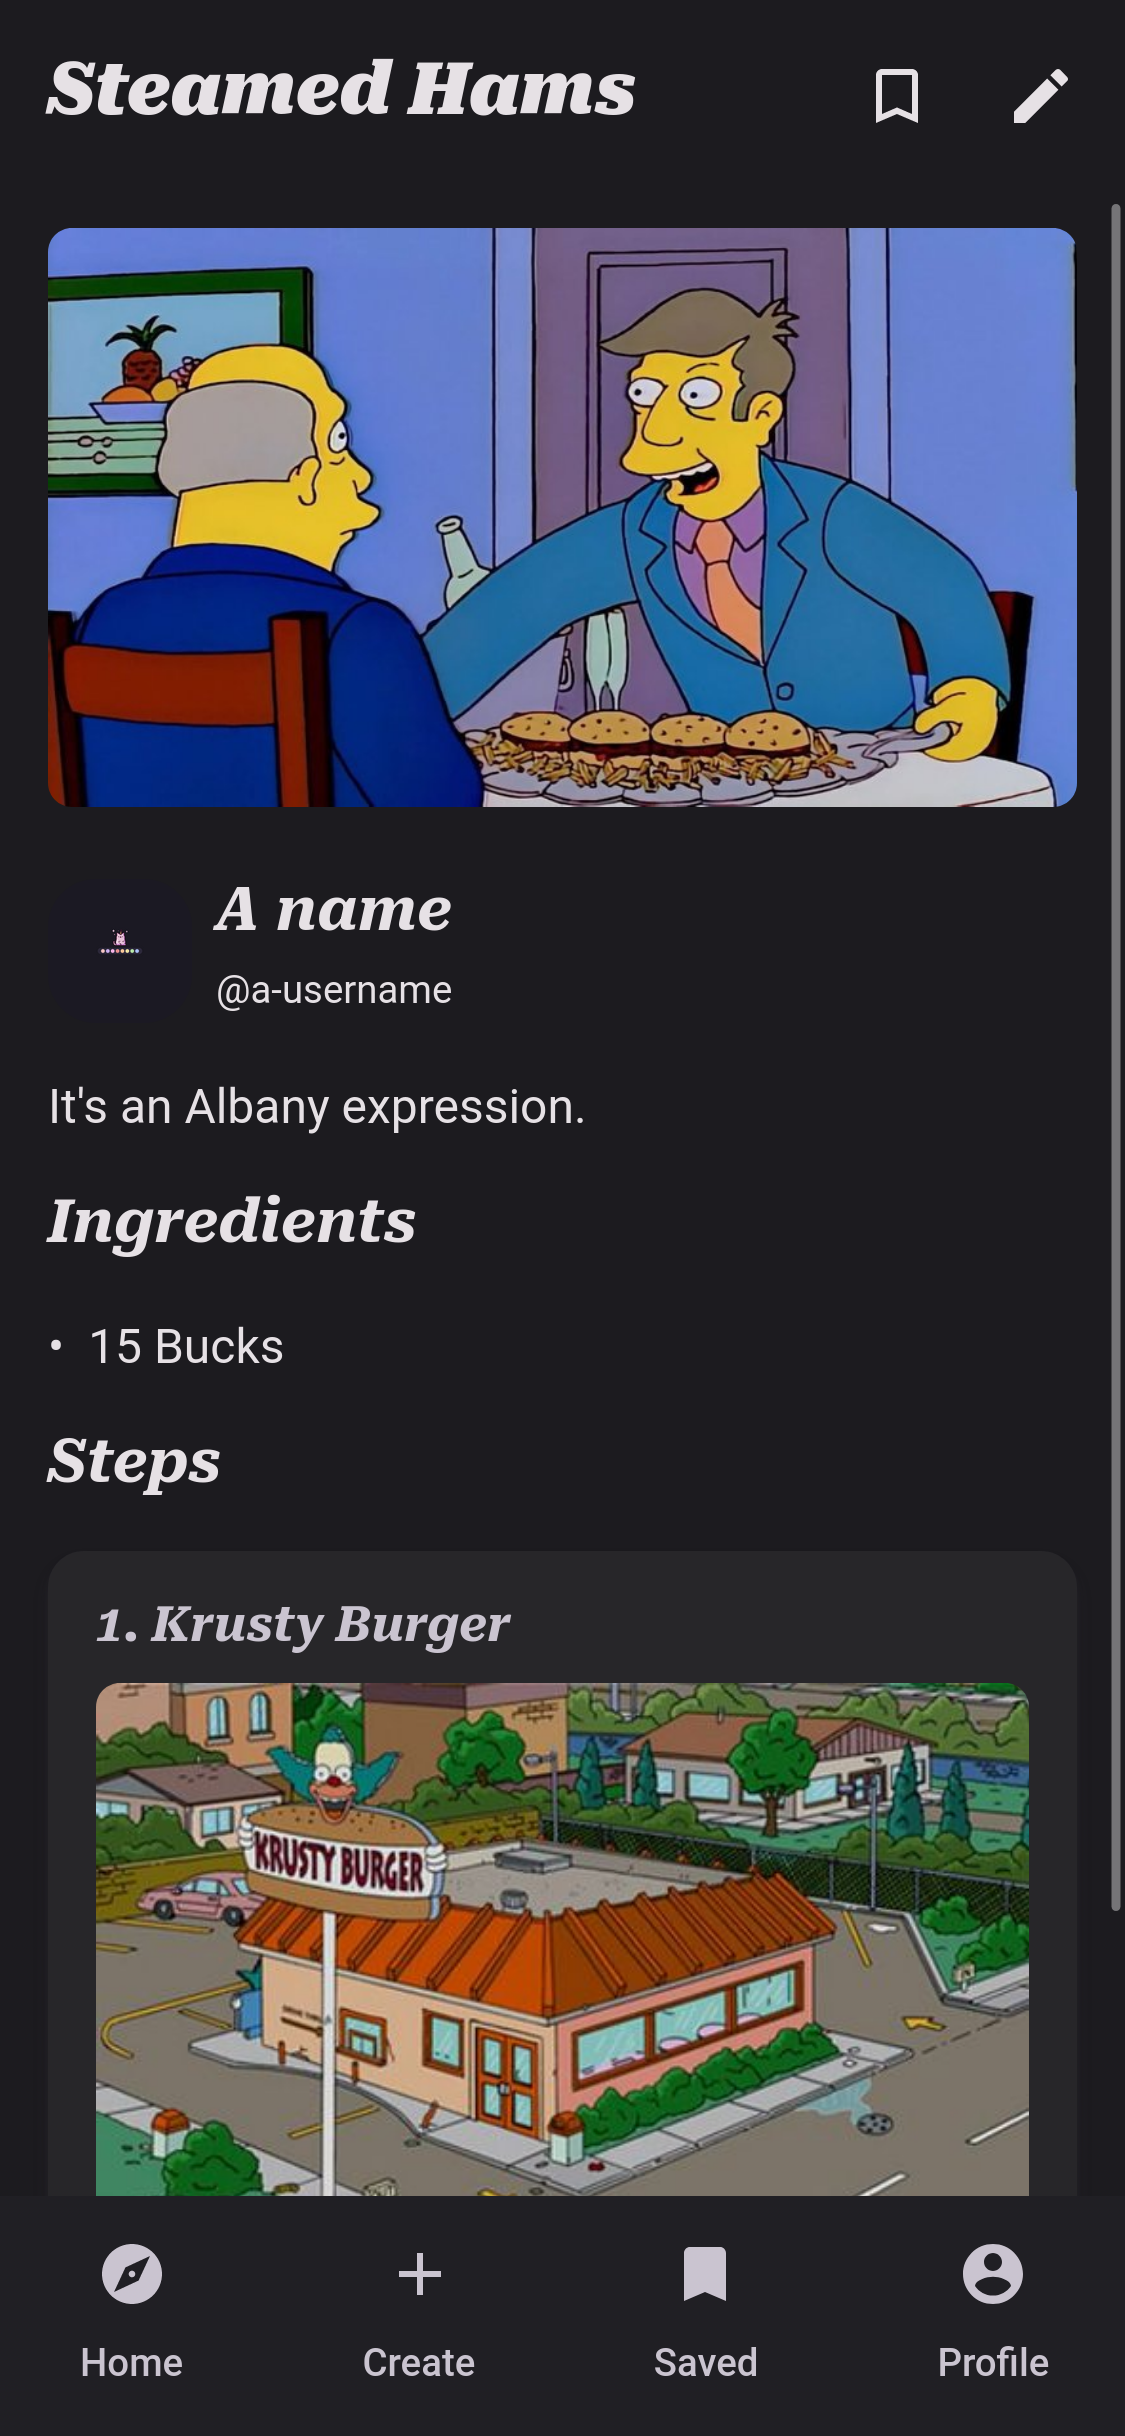 Steamed Hams
A name
@a-username
It's an Albany expression.
Ingredients
• 15 Bucks
Steps
1. Krusty Burger
KRUSTY BURGER
Home
Create
Saved
Profile